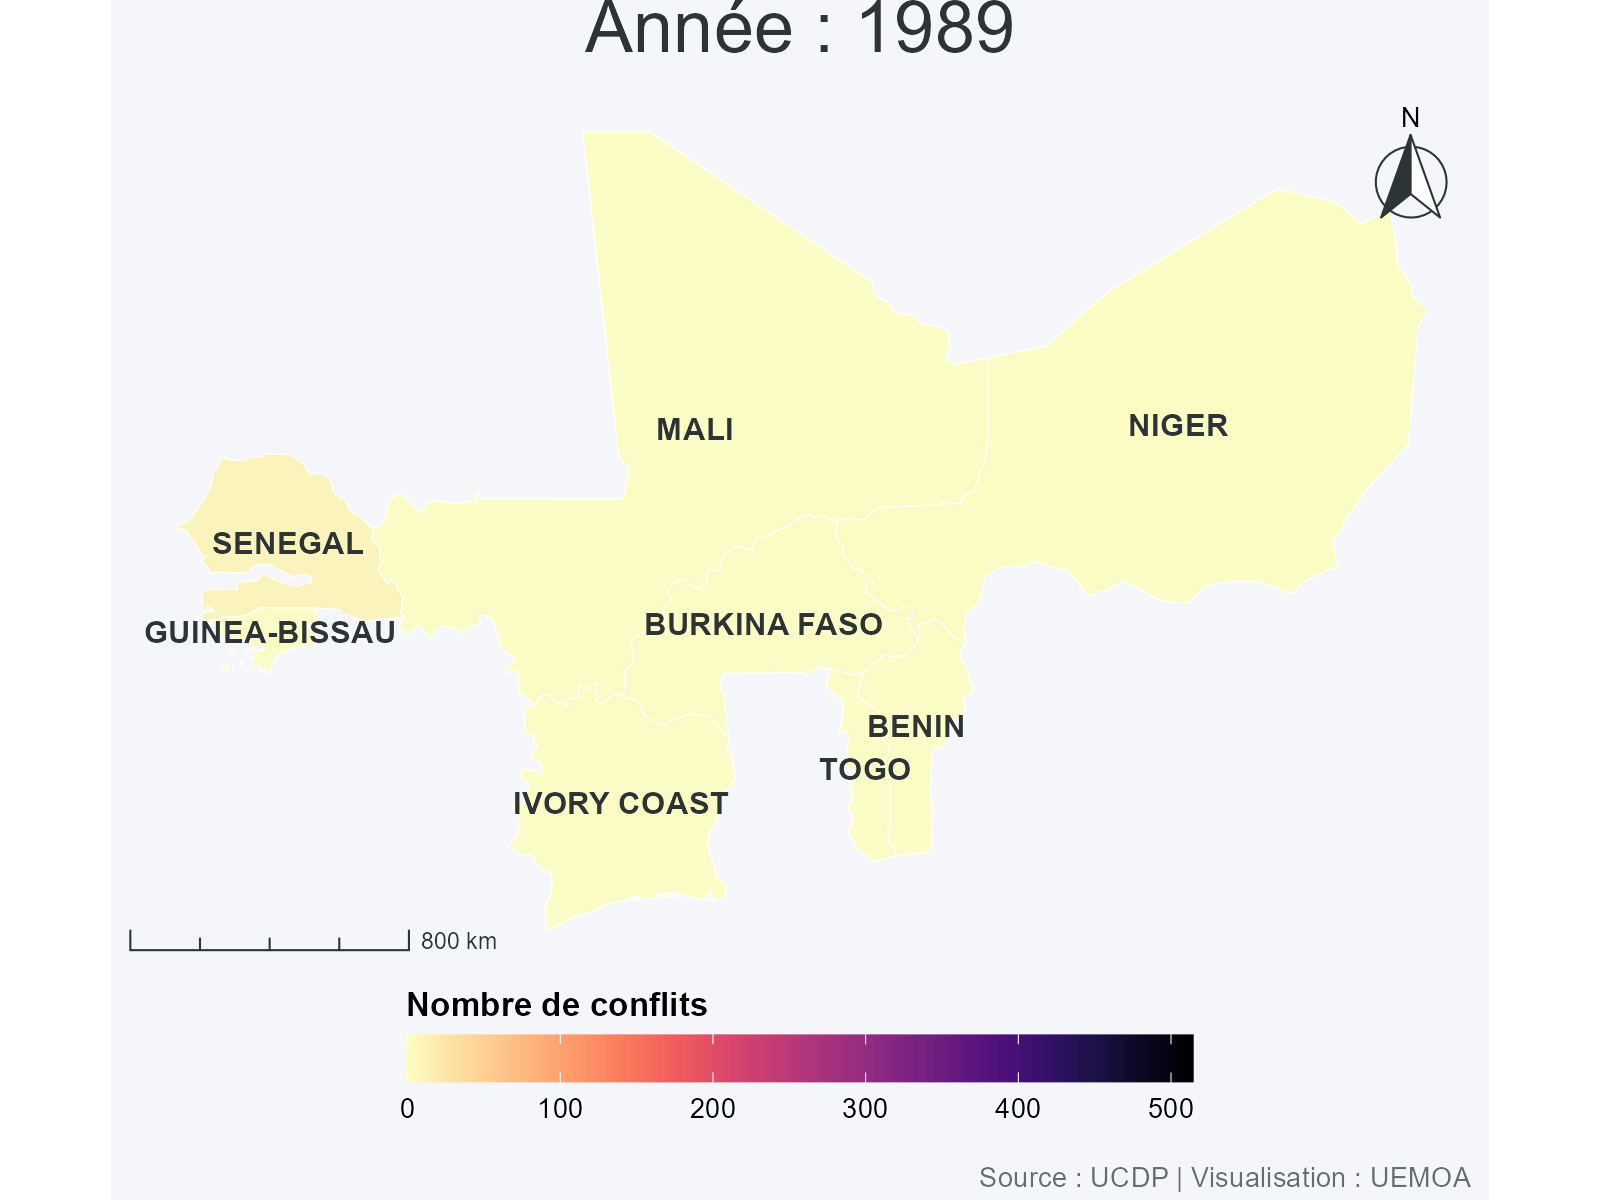 Année : 1989
N
MALI
NIGER
SENEGAL
GUINEA-BISSAU
BURKINA FASO
BENIN
TOGO
IVORY COAST
800 km
Nombre de conflits
0 100 200 300 400 500
Source : UCDP | Visualisation : UEMOA